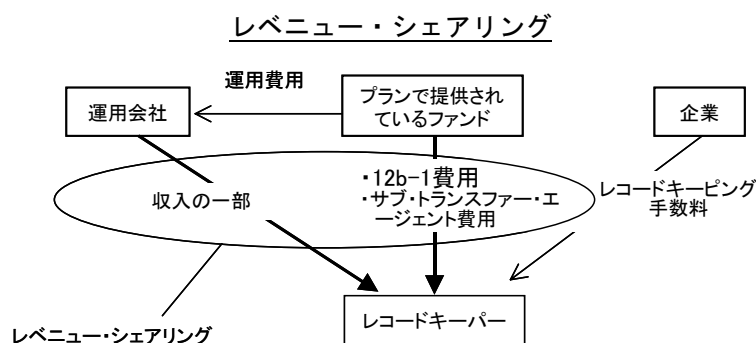 レベニュー・シェアリング
運用費用
運用会社
プランで提供され
ているファンド
企業
収入の一部
・12b-1費用
・サブ・トランスファー・エ
ージェント費用
レコードキーピング
手数料
レコードキーパー
レベニュー・シェアリング